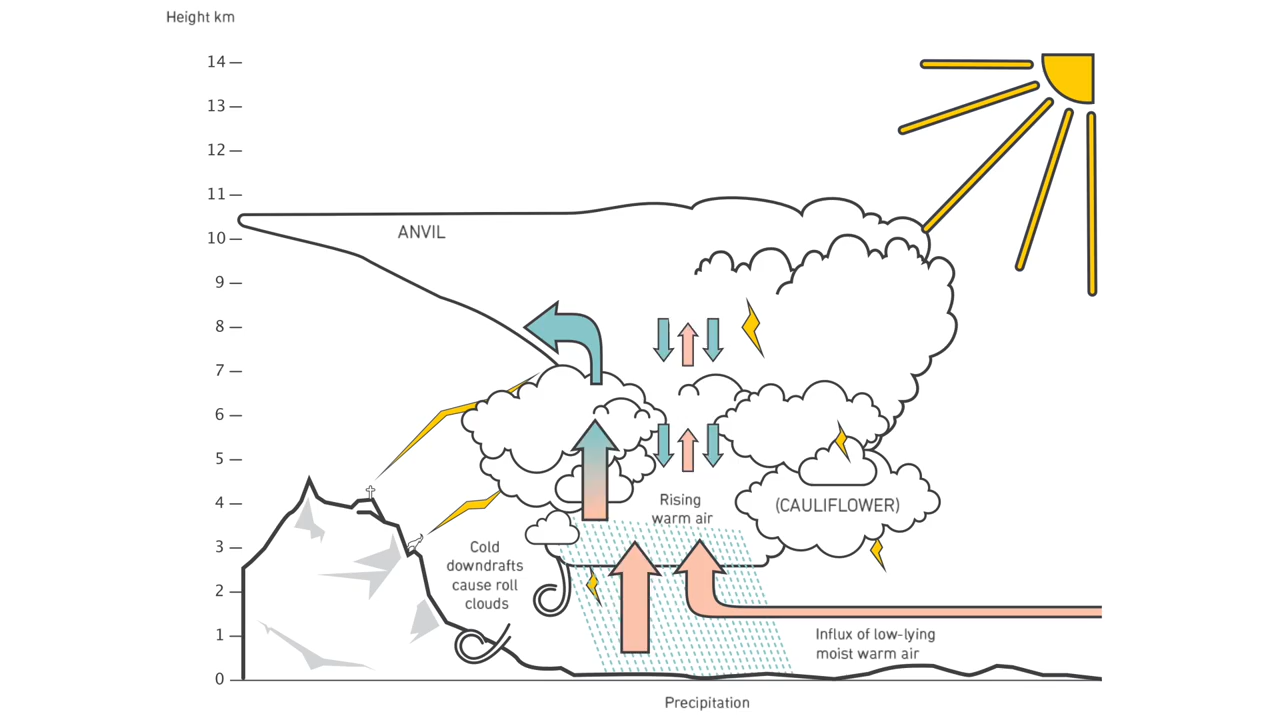 Height km
14
13
12
11
10
9
8
7
6
5
4
3
2
1
0
ANVIL
Rising
warm air
(CAULIFLOWER)
Cold
downdrafts
cause roll
clouds
Influx of low-lying
moist warm air
Precipitation